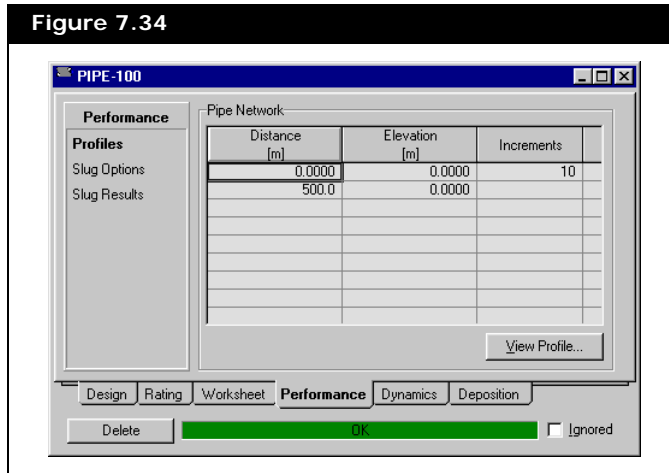 Figure 7.34
PIPE-100
Performance
Profiles
Slug Options
Slug Results
Pipe Network
Distance [m] Elevation [m] Increments
0.0000 0.0000 10
500.0 0.0000
View Profile...
Design Rating Worksheet Performance Dynamics Deposition
Delete OK Ignored